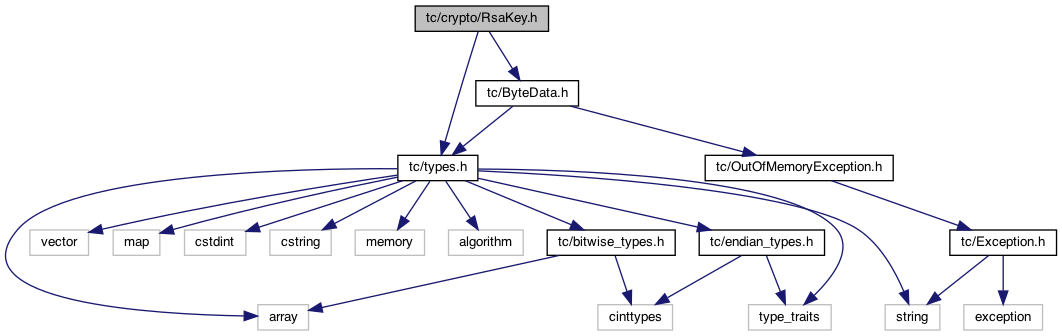 tc/crypto/RsaKey.h
tc/ByteData.h
tc/types.h
tc/OutOfMemoryException.h
vector
map
cstdint
cstring
memory
algorithm
tc/bitwise_types.h
tc/endian_types.h
tc/Exception.h
array
cinttypes
type_traits
string
exception